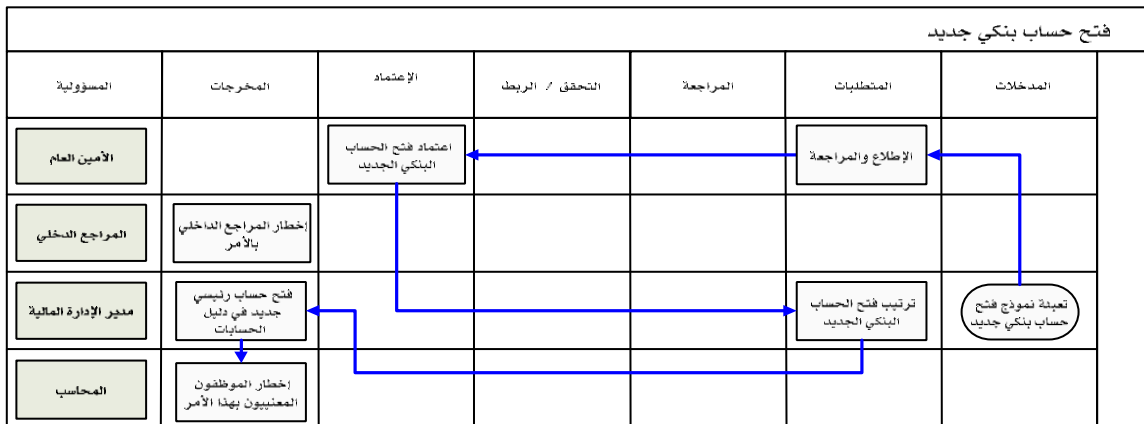 فتح حساب بنكي جديد
المدخلات
المتطلبات
المراجعة
التحقق / الربط
الإعتماد
المخرجات
المسؤولية
الإطلاع والمراجعة
اعتماد فتح الحساب
البنكي الجديد
الأمين العام
إخطار المراجع الداخلي
بالأمر
المراجع الدخلي
تعبئة نموذج فتح
حساب بنكي جديد
ترتيب فتح الحساب
البنكي الجديد
فتح حساب رئيسي
جديد في دليل
الحسابات
مدير الإدارة المالية
إخطار الموظفون
المعنييون بهذا الأمر
المحاسب